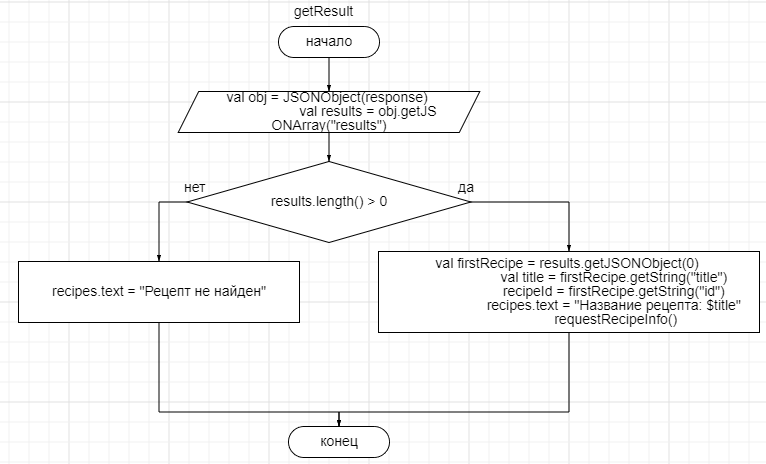 getResult
начало
val obj = JSONObject(response)
val results = obj.getJS
ONArray("results")
нет
да
results.length() > 0
recipes.text = "Рецепт не найден"
val firstRecipe = results.getJSONObject(0)
val title = firstRecipe.getString("title")
recipeId = firstRecipe.getString("id")
recipes.text = "Название рецепта: $title"
requestRecipeInfo()
конец